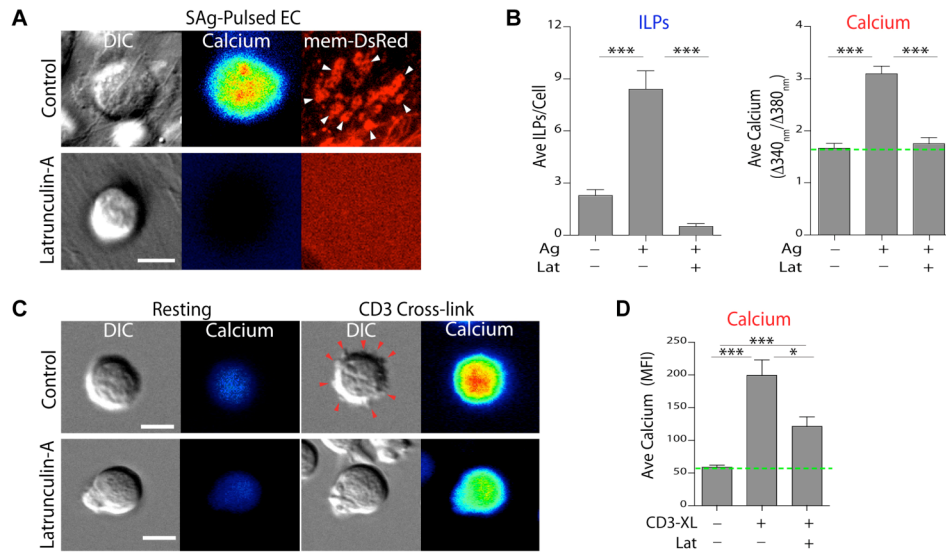 A
SAg-Pulsed EC
DIC Calcium mem-DsRed
Control
Latrunculin-A
B
ILPs
Ave ILPs/Cell
12
9
6
3
0
*** ***
Ag – + +
Lat – – +
Calcium
Ave Calcium
(Δ340nm/Δ380nm)
4
3
2
1
0
*** ***
Ag – + +
Lat – – +
C
Resting CD3 Cross-link
DIC Calcium DIC Calcium
Control
Latrunculin-A
D
Calcium
Ave Calcium (MFI)
250
200
150
100
50
0
***
*** *
CD3-XL – + +
Lat – – +